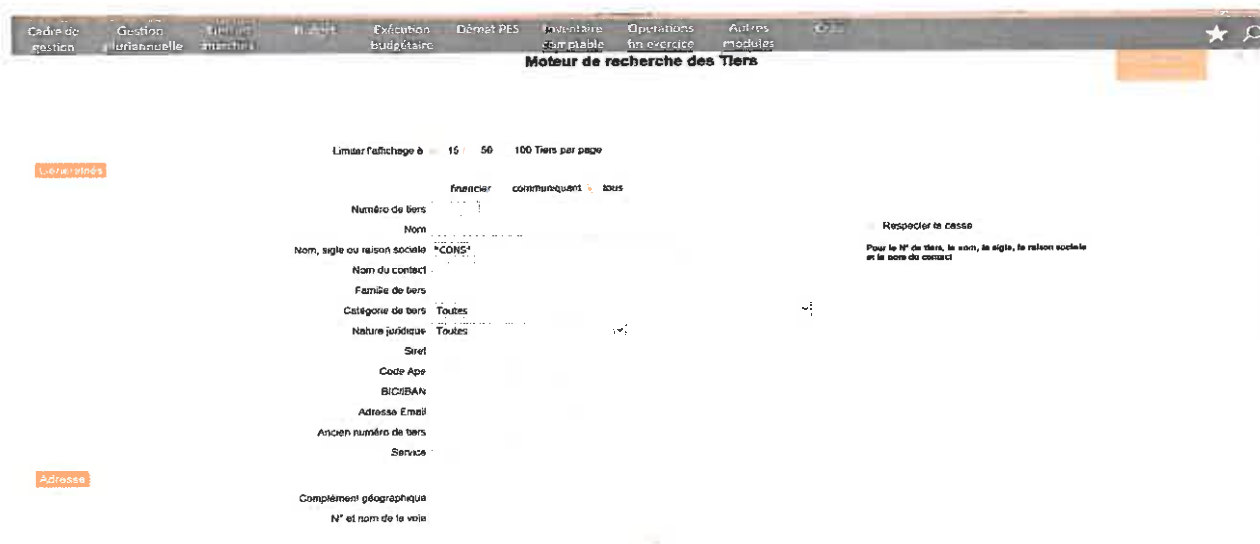 Cadre de gestion
Gestion pluriannuelle
Exécution budgétaire
Démat PES
Inventaire comptable
Opérations fin exercice
Autres modules
Moteur de recherche des Tiers
Limiter l'affichage à 15 50 100 Tiers par page
Généralités
financier communiquant tous
Numéro de tiers
Respecter la casse
Nom
Nom, sigle ou raison sociale *CONS*
Pour le N° de tiers, le nom, le sigle, la raison sociale
et le nom du contact
Nom du contact
Famille de tiers
Catégorie de tiers Toutes
Nature juridique Toutes
Siret
Code Ape
BIC/IBAN
Adresse Email
Ancien numéro de tiers
Service
Adresse
Complément géographique
N° et nom de la voie